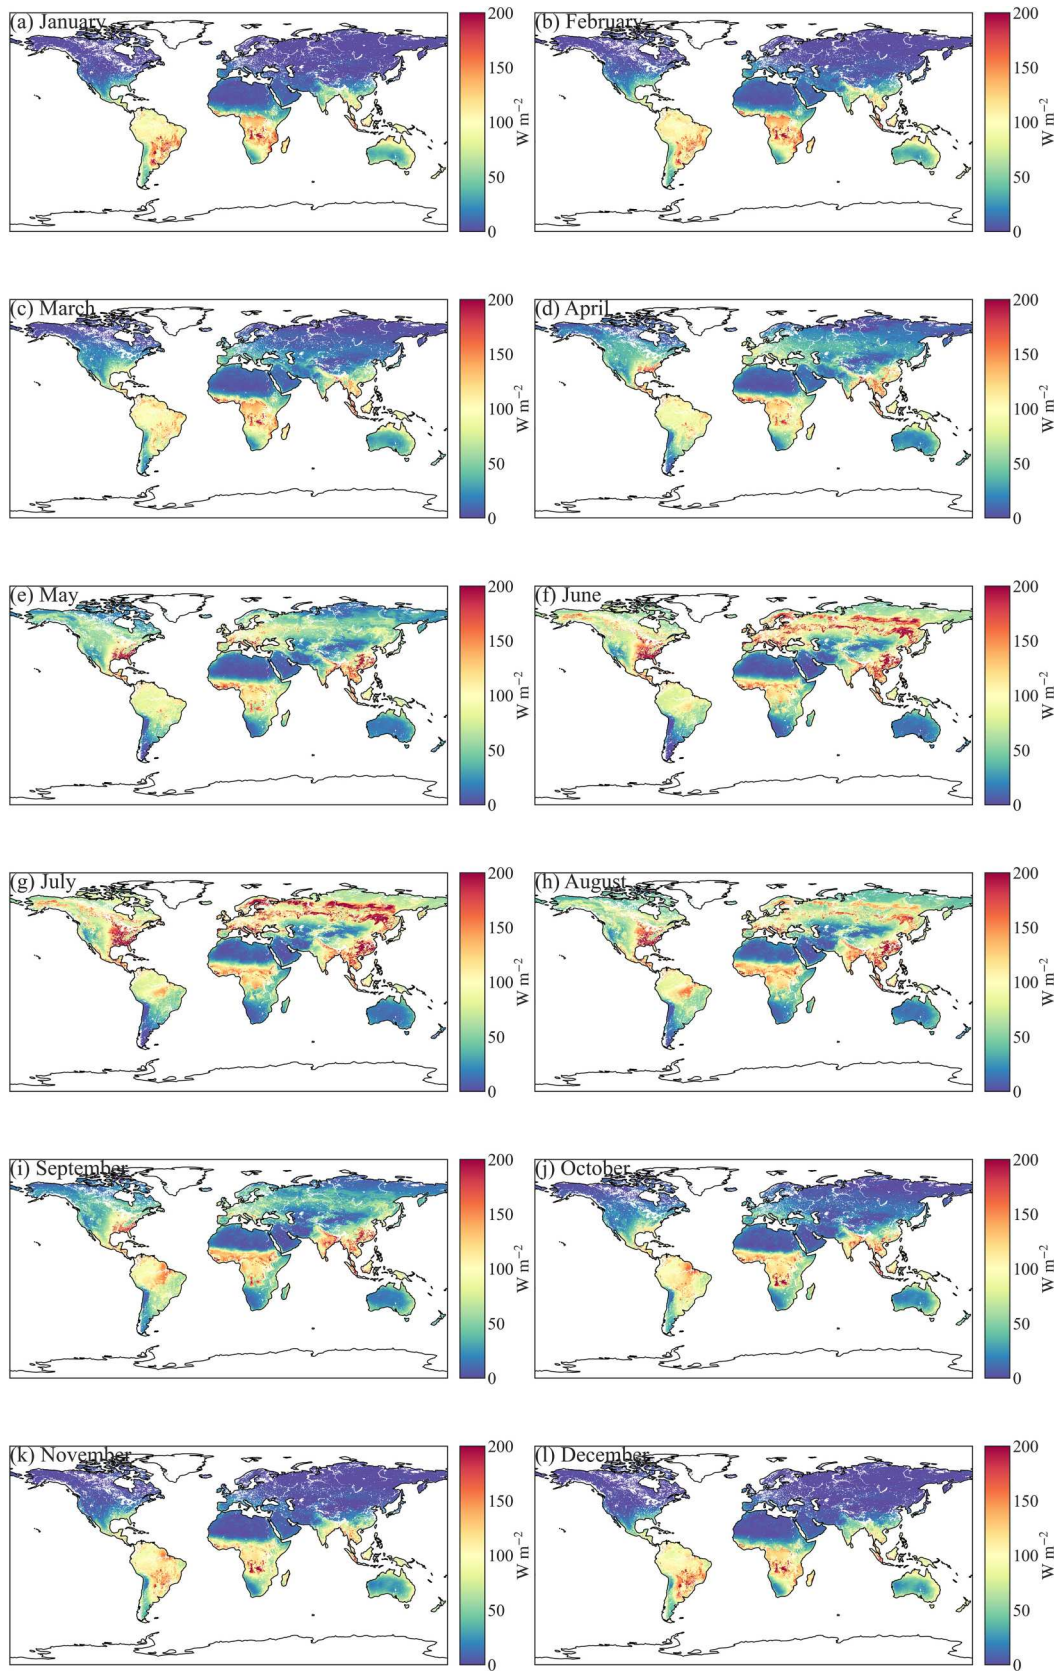 (a) January
200
150
100
50
0
W m−2
(b) February
200
150
100
50
0
W m−2
(c) March
200
150
100
50
0
W m−2
(d) April
200
150
100
50
0
W m−2
(e) May
200
150
100
50
0
W m−2
(f) June
200
150
100
50
0
W m−2
(g) July
200
150
100
50
0
W m−2
(h) August
200
150
100
50
0
W m−2
(i) September
200
150
100
50
0
W m−2
(j) October
200
150
100
50
0
W m−2
(k) November
200
150
100
50
0
W m−2
(l) December
200
150
100
50
0
W m−2